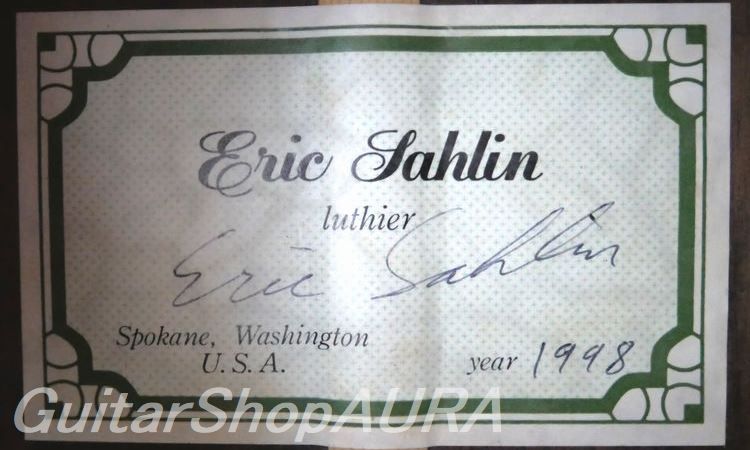 Eric Sahlin
luthier
Eric Sahlin
Spokane, Washington
U.S.A. year 1998
GuitarShopAURA